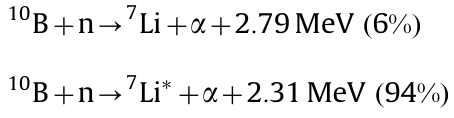 ¹⁰B + n → ⁷Li + α + 2.79 MeV (6%)
¹⁰B + n → ⁷Li* + α + 2.31 MeV (94%)